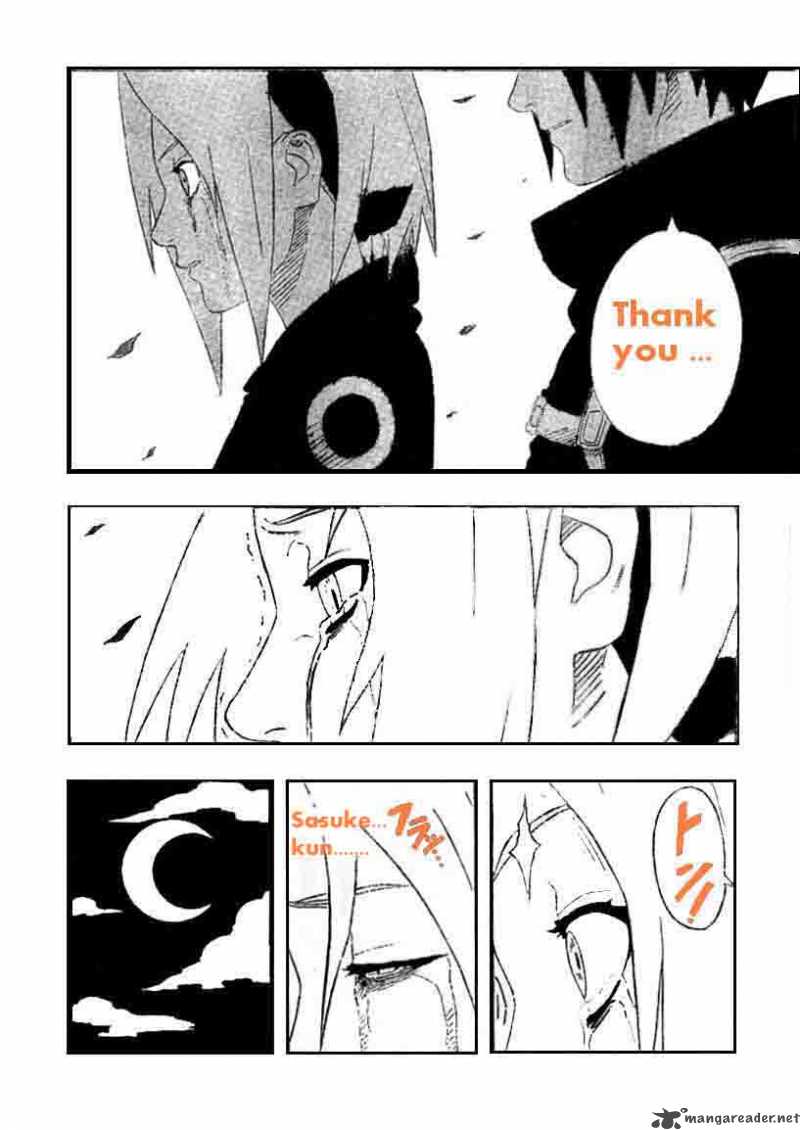 Thank
you ...
トン!
Sasuke...
kun.......
フラッ...
mangareader.net